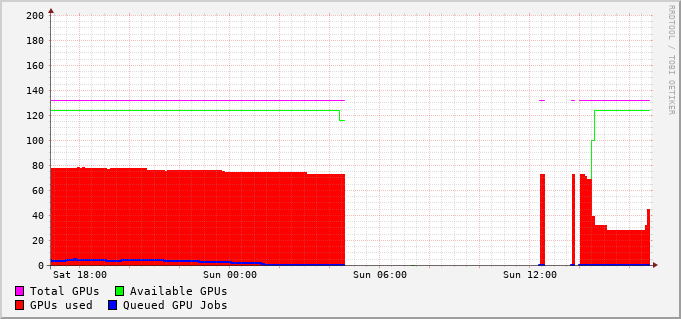 200
180
160
140
120
100
80
60
40
20
0
Sat 18:00 Sun 00:00 Sun 06:00 Sun 12:00
Total GPUs Available GPUs
GPUs used Queued GPU Jobs
RRDTOOL / TOBI OETIKER